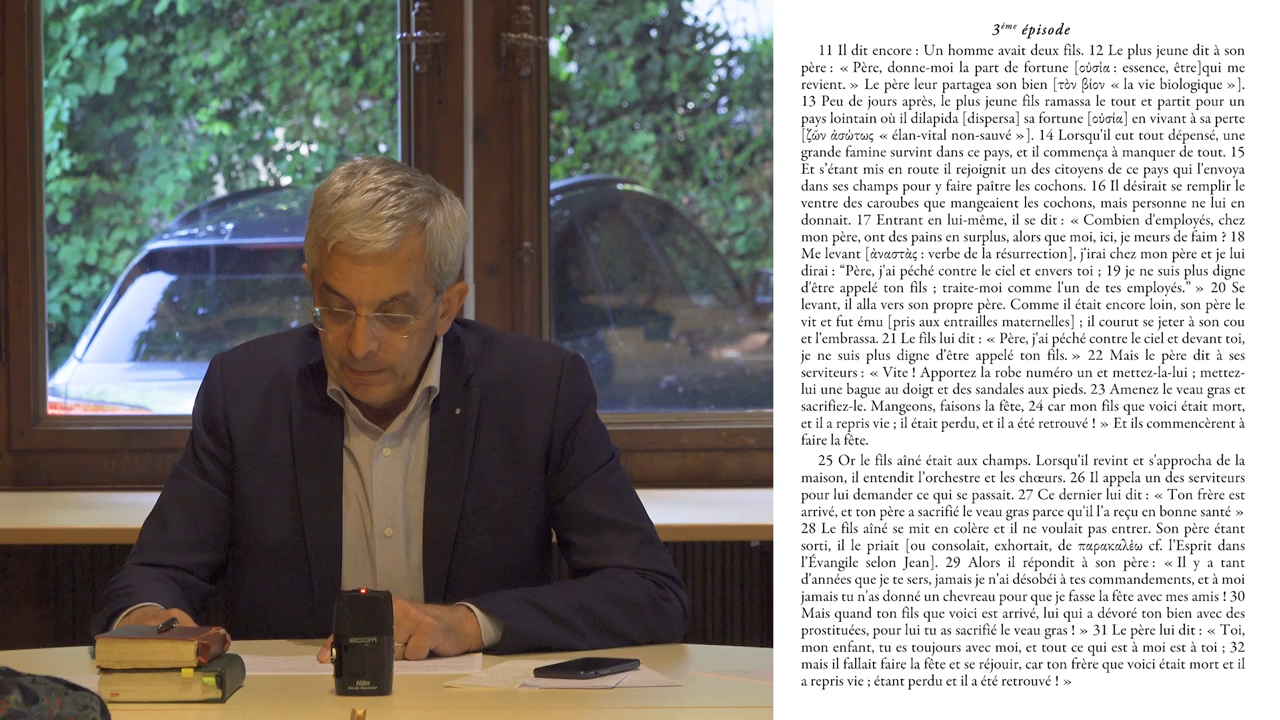 3ème épisode
11 Il dit encore : Un homme avait deux fils. 12 Le plus jeune dit à son
père : « Père, donne-moi la part de fortune [οὐσία : essence, être]qui me
revient. » Le père leur partagea son bien [τὸν βίον « la vie biologique »].
13 Peu de jours après, le plus jeune fils ramassa le tout et partit pour un
pays lointain où il dilapida [dispersa] sa fortune [οὐσία] en vivant à sa perte
[ζῶν ἀσώτως « élan-vital non-sauvé »]. 14 Lorsqu'il eut tout dépensé, une
grande famine survint dans ce pays, et il commença à manquer de tout. 15
Et s'étant mis en route il rejoignit un des citoyens de ce pays qui l'envoya
dans ses champs pour y faire paître les cochons. 16 Il désirait se remplir le
ventre des caroubes que mangeaient les cochons, mais personne ne lui en
donnait. 17 Entrant en lui-même, il se dit : « Combien d'employés, chez
mon père, ont des pains en surplus, alors que moi, ici, je meurs de faim ? 18
Me levant [ἀναστὰς : verbe de la résurrection], j'irai chez mon père et je lui
dirai : “Père, j'ai péché contre le ciel et envers toi ; 19 je ne suis plus digne
d'être appelé ton fils ; traite-moi comme l'un de tes employés.” » 20 Se
levant, il alla vers son propre père. Comme il était encore loin, son père le
vit et fut ému [pris aux entrailles maternelles] ; il courut se jeter à son cou
et l'embrassa. 21 Le fils lui dit : « Père, j'ai péché contre le ciel et devant toi,
je ne suis plus digne d'être appelé ton fils. » 22 Mais le père dit à ses
serviteurs : « Vite ! Apportez la robe numéro un et mettez-la-lui ; mettez-
lui une bague au doigt et des sandales aux pieds. 23 Amenez le veau gras et
sacrifiez-le. Mangeons, faisons la fête, 24 car mon fils que voici était mort,
et il a repris vie ; il était perdu, et il a été retrouvé ! » Et ils commencèrent à
faire la fête.
25 Or le fils aîné était aux champs. Lorsqu'il revint et s'approcha de la
maison, il entendit l'orchestre et les chœurs. 26 Il appela un des serviteurs
pour lui demander ce qui se passait. 27 Ce dernier lui dit : « Ton frère est
arrivé, et ton père a sacrifié le veau gras parce qu'il l'a reçu en bonne santé »
28 Le fils aîné se mit en colère et il ne voulait pas entrer. Son père étant
sorti, il le priait [ou consolait, exhortait, de παρακαλέω cf. l'Esprit dans
l'Évangile selon Jean]. 29 Alors il répondit à son père : « Il y a tant
d'années que je te sers, jamais je n'ai désobéi à tes commandements, et à moi
jamais tu n'as donné un chevreau pour que je fasse la fête avec mes amis ! 30
Mais quand ton fils que voici est arrivé, lui qui a dévoré ton bien avec des
prostituées, pour lui tu as sacrifié le veau gras ! » 31 Le père lui dit : « Toi,
mon enfant, tu es toujours avec moi, et tout ce qui est à moi est à toi ; 32
mais il fallait faire la fête et se réjouir, car ton frère que voici était mort et il
a repris vie ; étant perdu et il a été retrouvé ! »
ZOOM
H2n
Handy Recorder